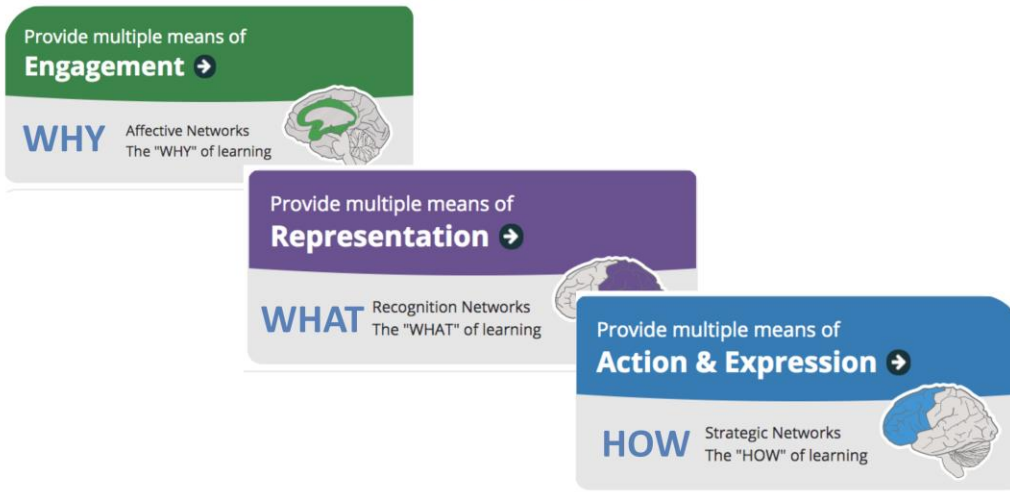 Provide multiple means of
Engagement
WHY
Affective Networks
The "WHY" of learning
Provide multiple means of
Representation
WHAT
Recognition Networks
The "WHAT" of learning
Provide multiple means of
Action & Expression
HOW
Strategic Networks
The "HOW" of learning